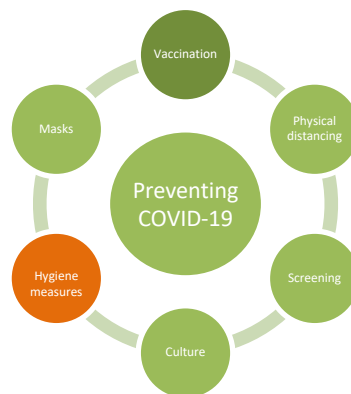 Vaccination
Physical
distancing
Screening
Culture
Hygiene
measures
Masks
Preventing
COVID-19